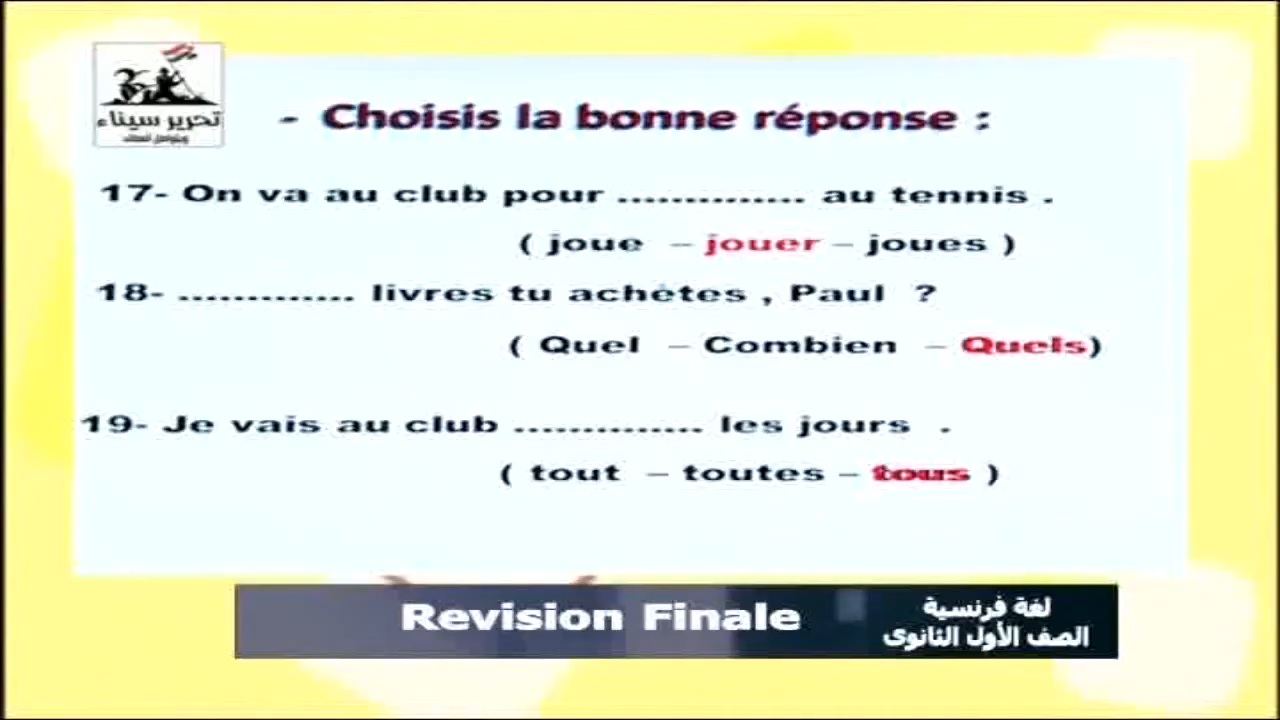 تحرير سيناء
- Choisis la bonne réponse :
17- On va au club pour .............. au tennis .
( joue – jouer – joues )
18- ............. livres tu achètes , Paul ?
( Quel – Combien – Quels)
19- Je vais au club .............. les jours .
( tout – toutes – tous )
Revision Finale
لغة فرنسية
الصف الأول الثانوى